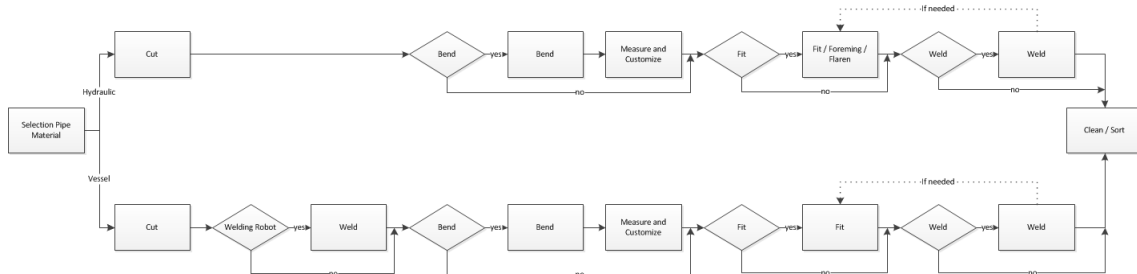 If needed
Cut
Bend
yes
Bend
Measure and
Customize
Fit
yes
Fit / Foreming /
Flaren
Weld
yes
Weld
no
no
no
Hydraulic
Selection Pipe
Material
Clean / Sort
Vessel
If needed
Cut
Welding Robot
yes
Weld
Bend
yes
Bend
Measure and
Customize
Fit
yes
Fit
Weld
yes
Weld
no
no
no
no